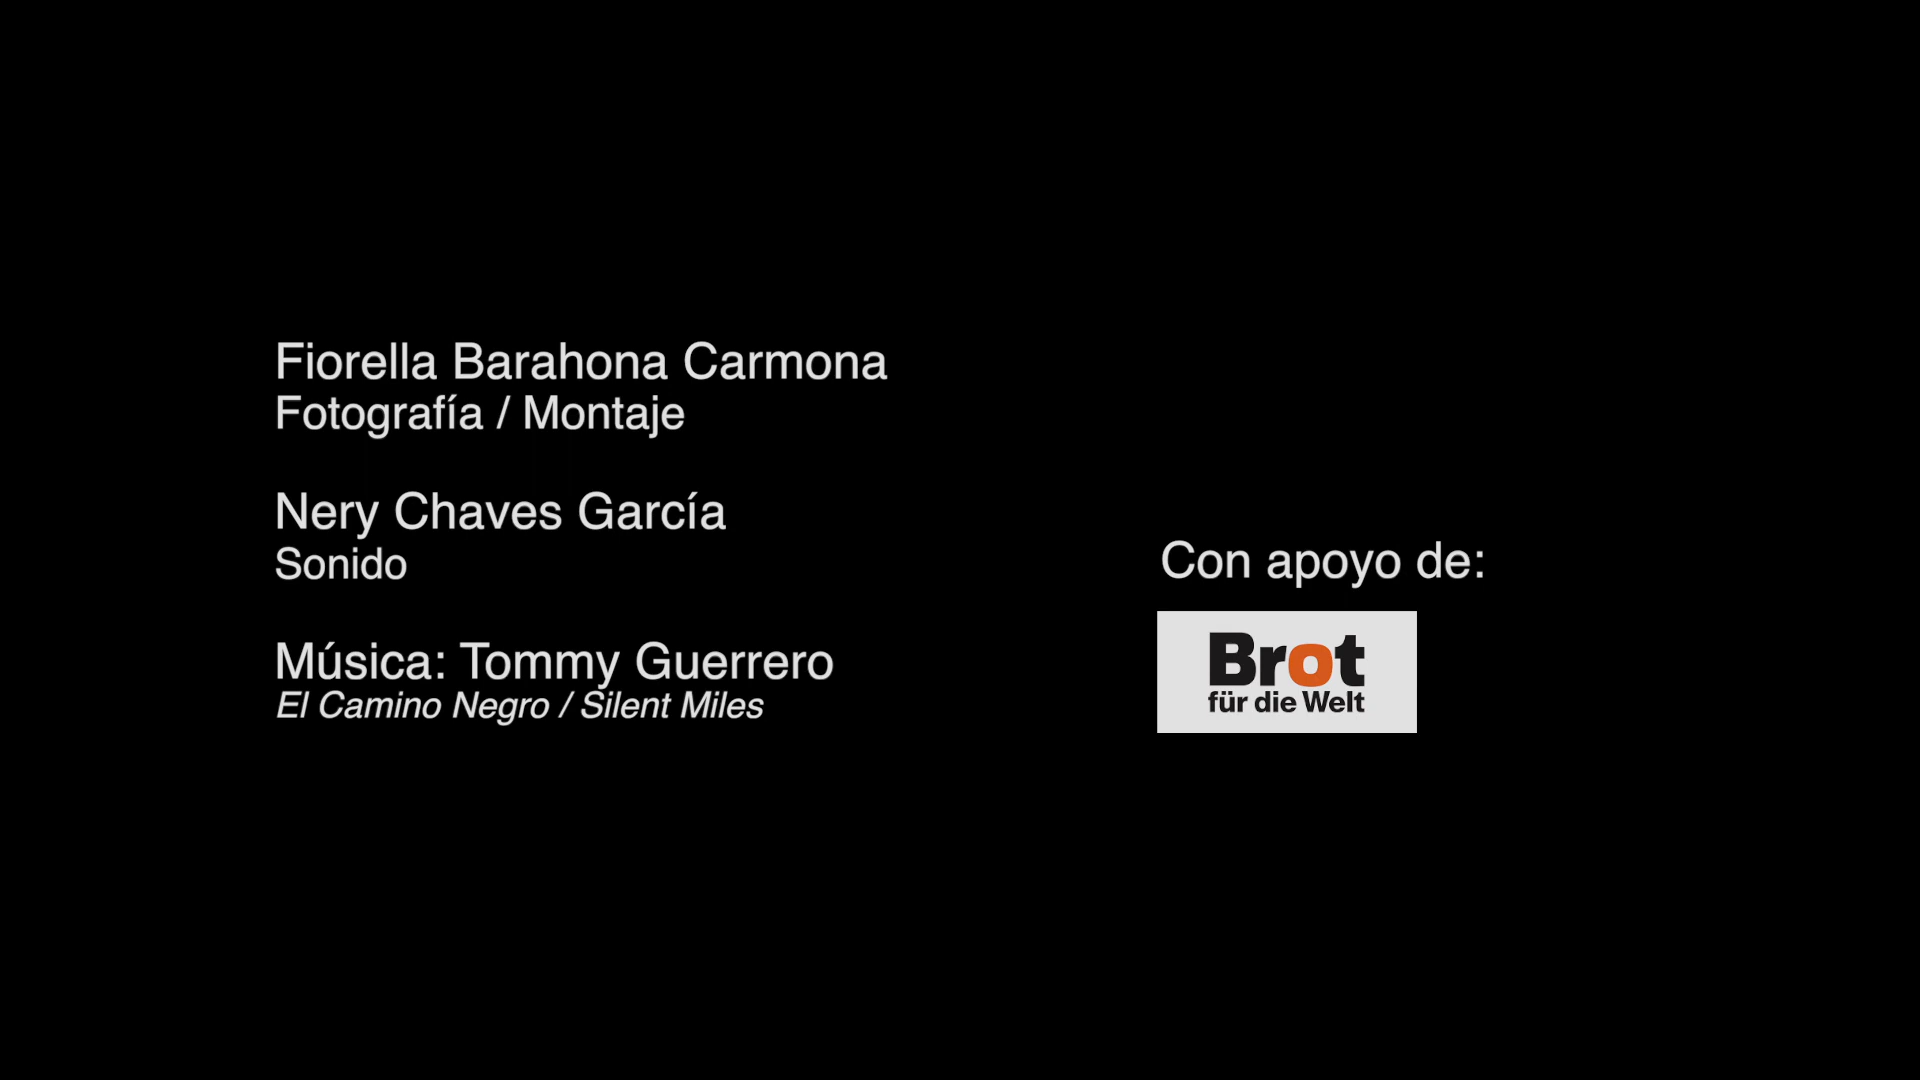 Fiorella Barahona Carmona
Fotografía / Montaje
Nery Chaves García
Sonido
Música: Tommy Guerrero
El Camino Negro / Silent Miles
Con apoyo de:
Brot
für die Welt